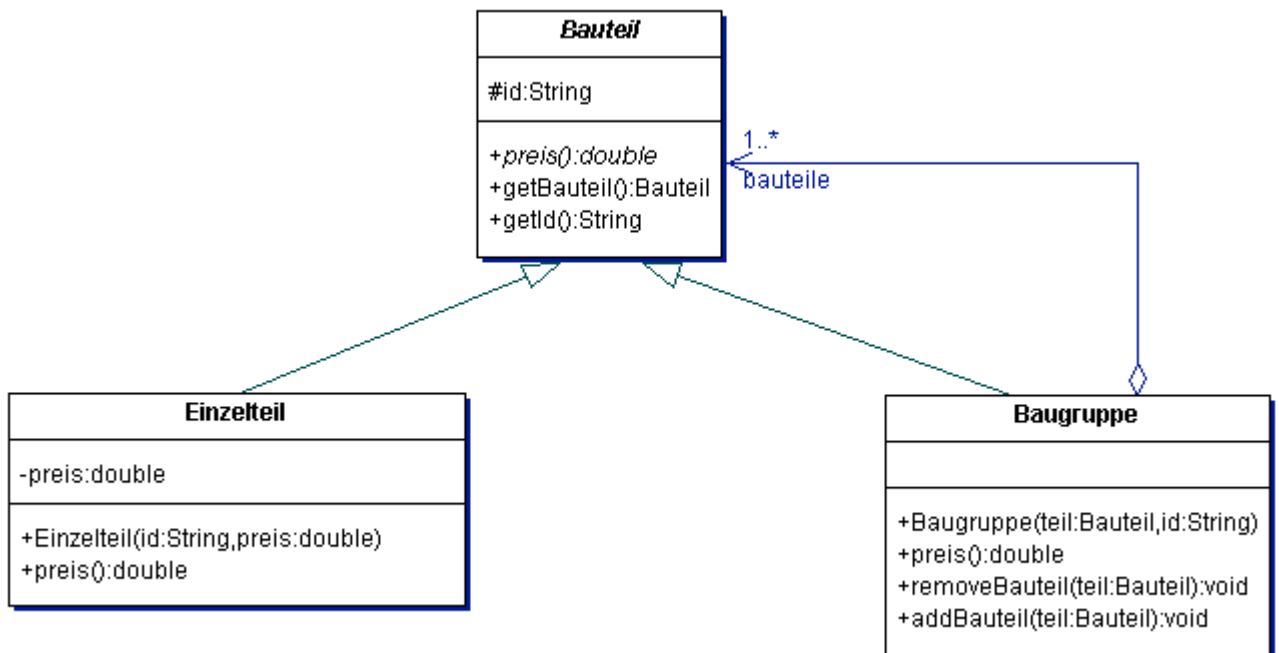 Bauteil
#id:String
+preis():double
+getBauteil():Bauteil
+getId():String
1..*
bauteile
Einzelteil
-preis:double
+Einzelteil(id:String,preis:double)
+preis():double
Baugruppe
+Baugruppe(teil:Bauteil,id:String)
+preis():double
+removeBauteil(teil:Bauteil):void
+addBauteil(teil:Bauteil):void